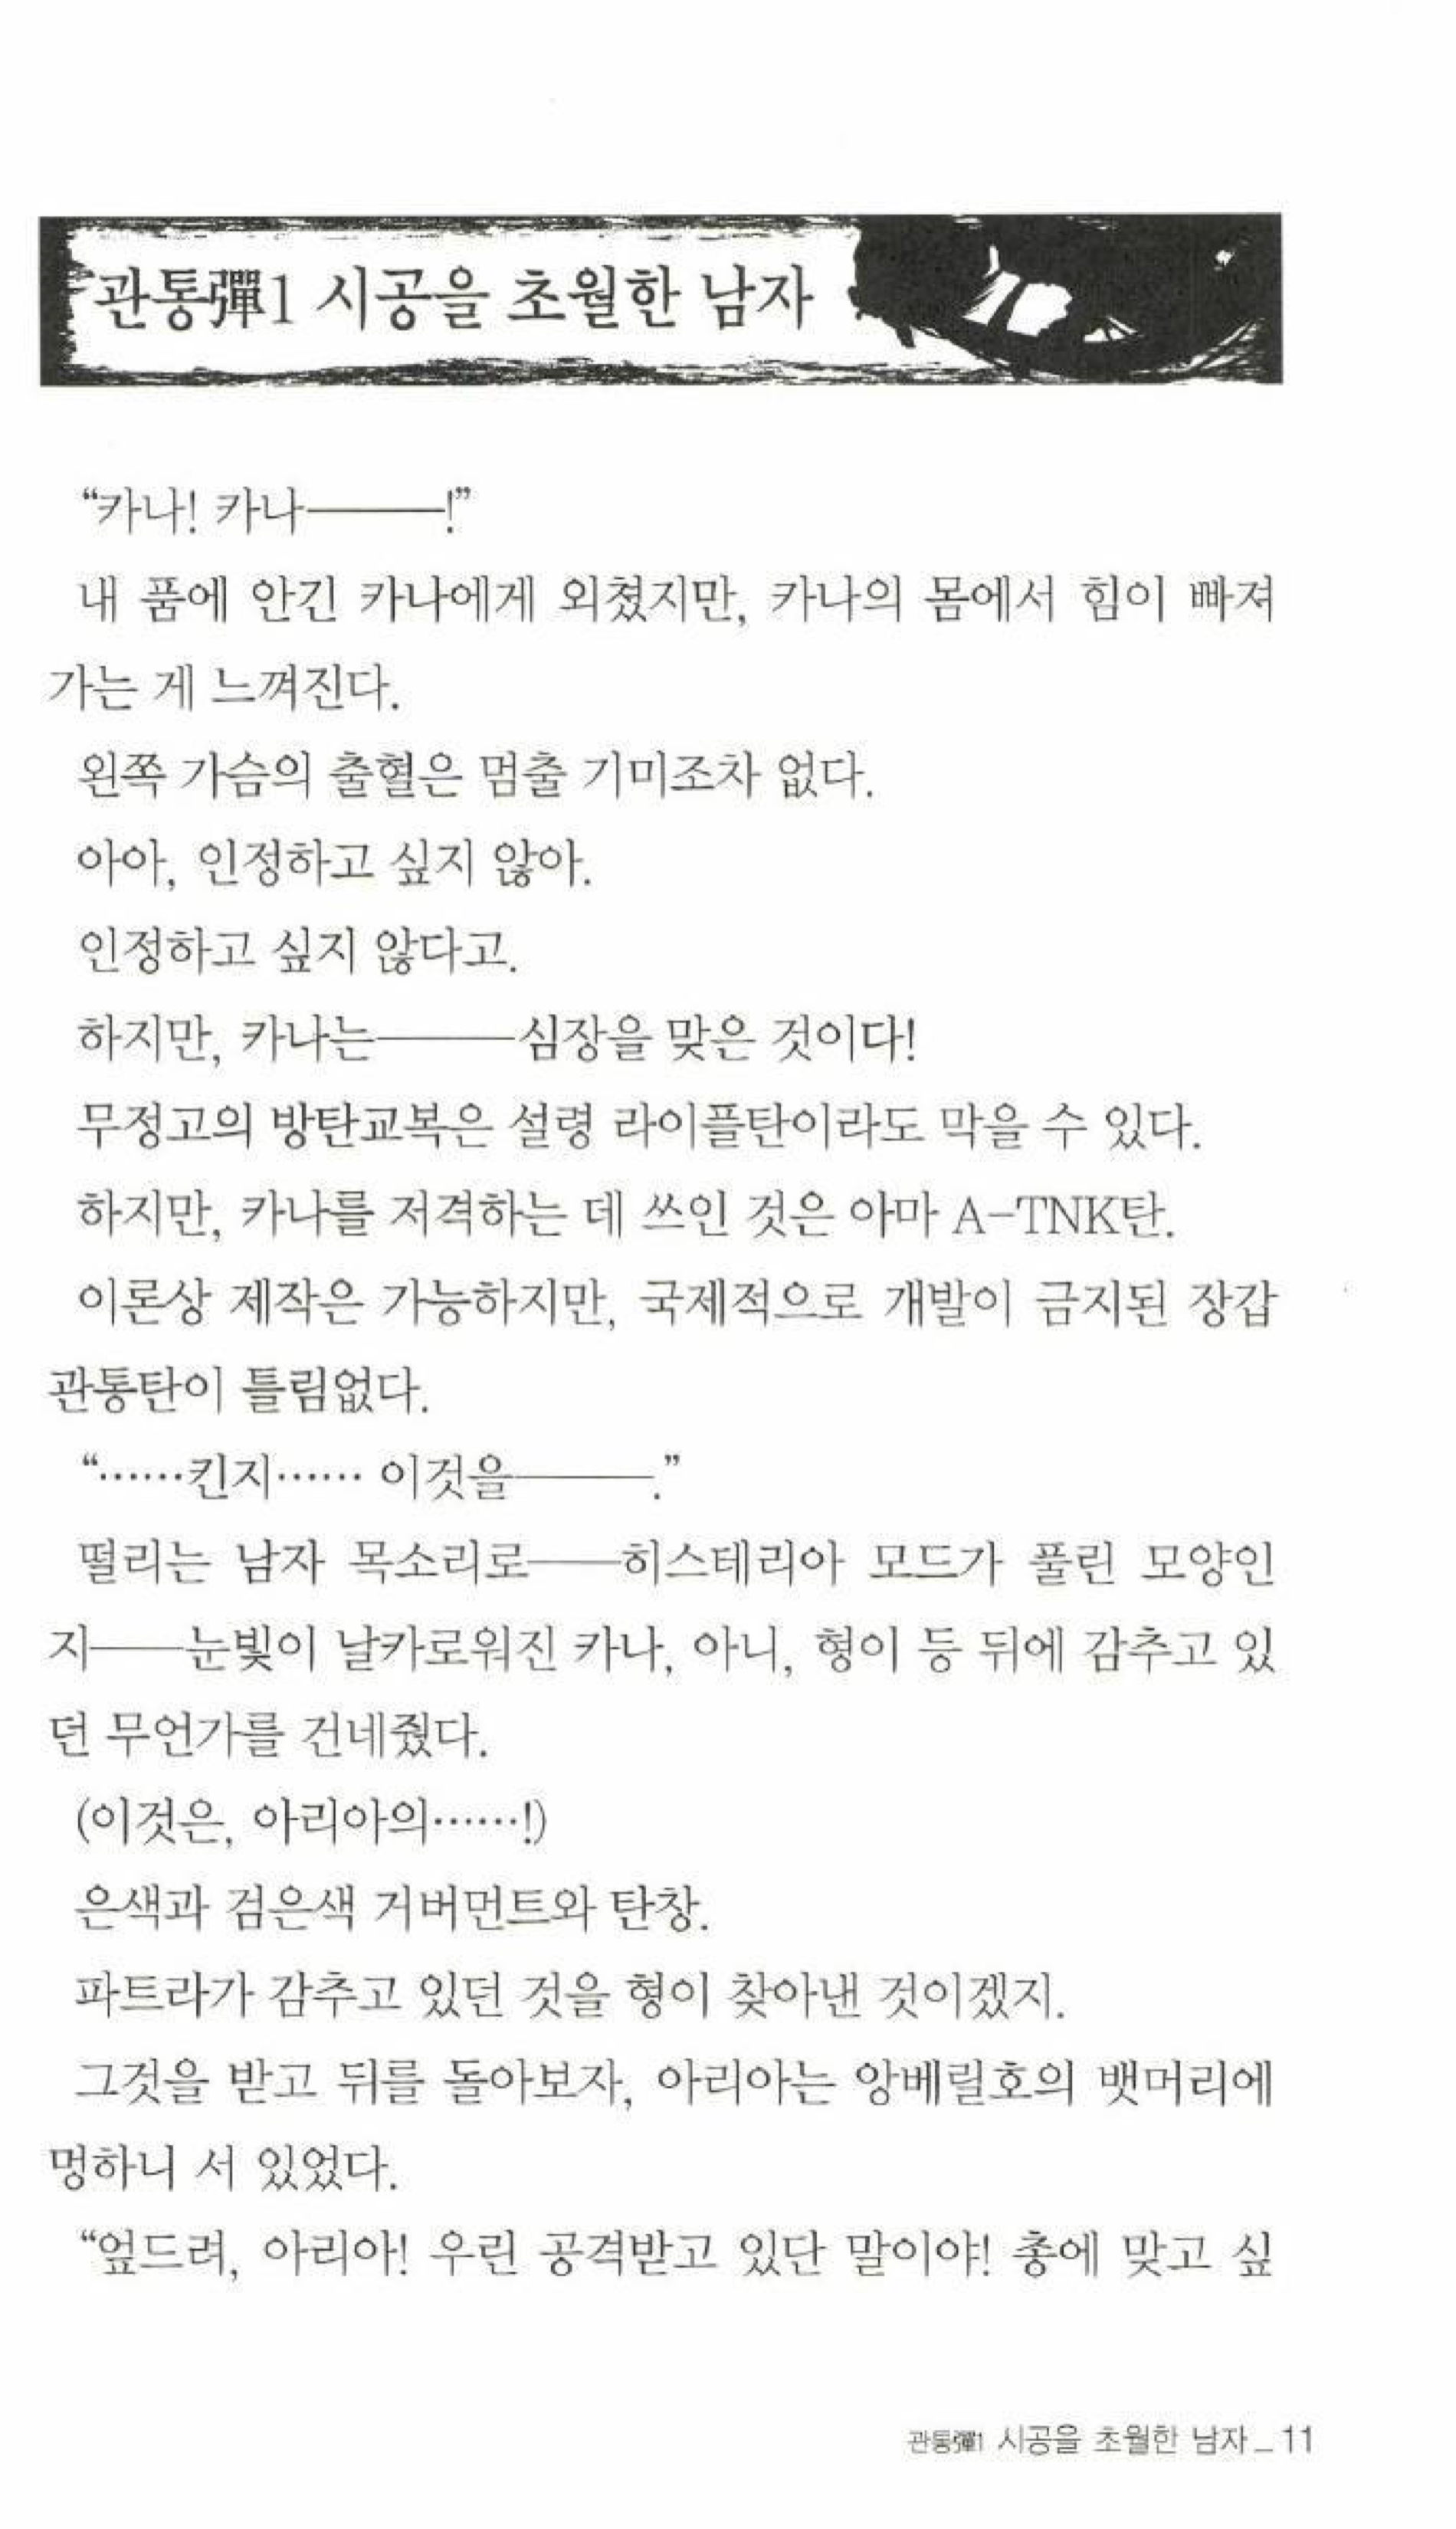 관통彈1 시공을 초월한 남자
“카나! 카나───!”
내 품에 안긴 카나에게 외쳤지만, 카나의 몸에서 힘이 빠져
가는 게 느껴진다.
왼쪽 가슴의 출혈은 멈출 기미조차 없다.
아아, 인정하고 싶지 않아.
인정하고 싶지 않다고.
하지만, 카나는───심장을 맞은 것이다!
무정고의 방탄교복은 설령 라이플탄이라도 막을 수 있다.
하지만, 카나를 저격하는 데 쓰인 것은 아마 A-TNK탄.
이론상 제작은 가능하지만, 국제적으로 개발이 금지된 장갑
관통탄이 틀림없다.
“……킨지…… 이것을───.”
떨리는 남자 목소리로──히스테리아 모드가 풀린 모양인
지──눈빛이 날카로워진 카나, 아니, 형이 등 뒤에 감추고 있
던 무언가를 건네줬다.
(이것은, 아리아의……!)
은색과 검은색 거버먼트와 탄창.
파트라가 감추고 있던 것을 형이 찾아낸 것이겠지.
그것을 받고 뒤를 돌아보자, 아리아는 앙베릴호의 뱃머리에
멍하니 서 있었다.
“엎드려, 아리아! 우린 공격받고 있단 말이야! 총에 맞고 싶
관통彈1 시공을 초월한 남자_11